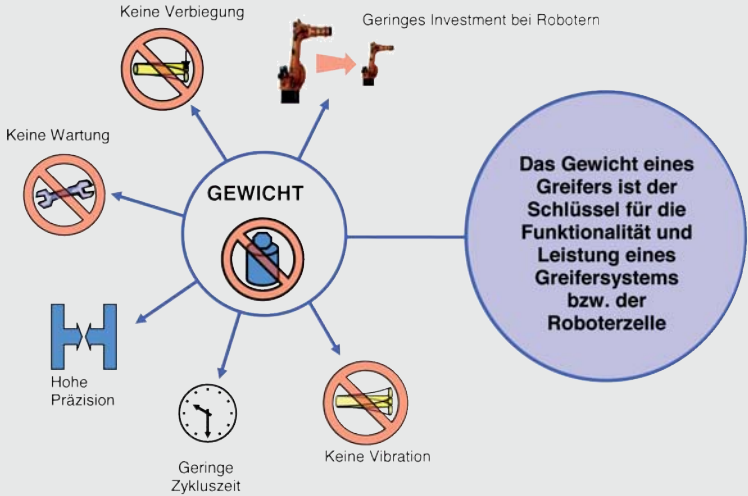 Keine Verbiegung
Geringes Investment bei Robotern
Keine Wartung
GEWICHT
Das Gewicht eines
Greifers ist der
Schlüssel für die
Funktionalität und
Leistung eines
Greifersystems
bzw. der
Roboterzelle
Hohe
Präzision
Geringe
Zykluszeit
Keine Vibration